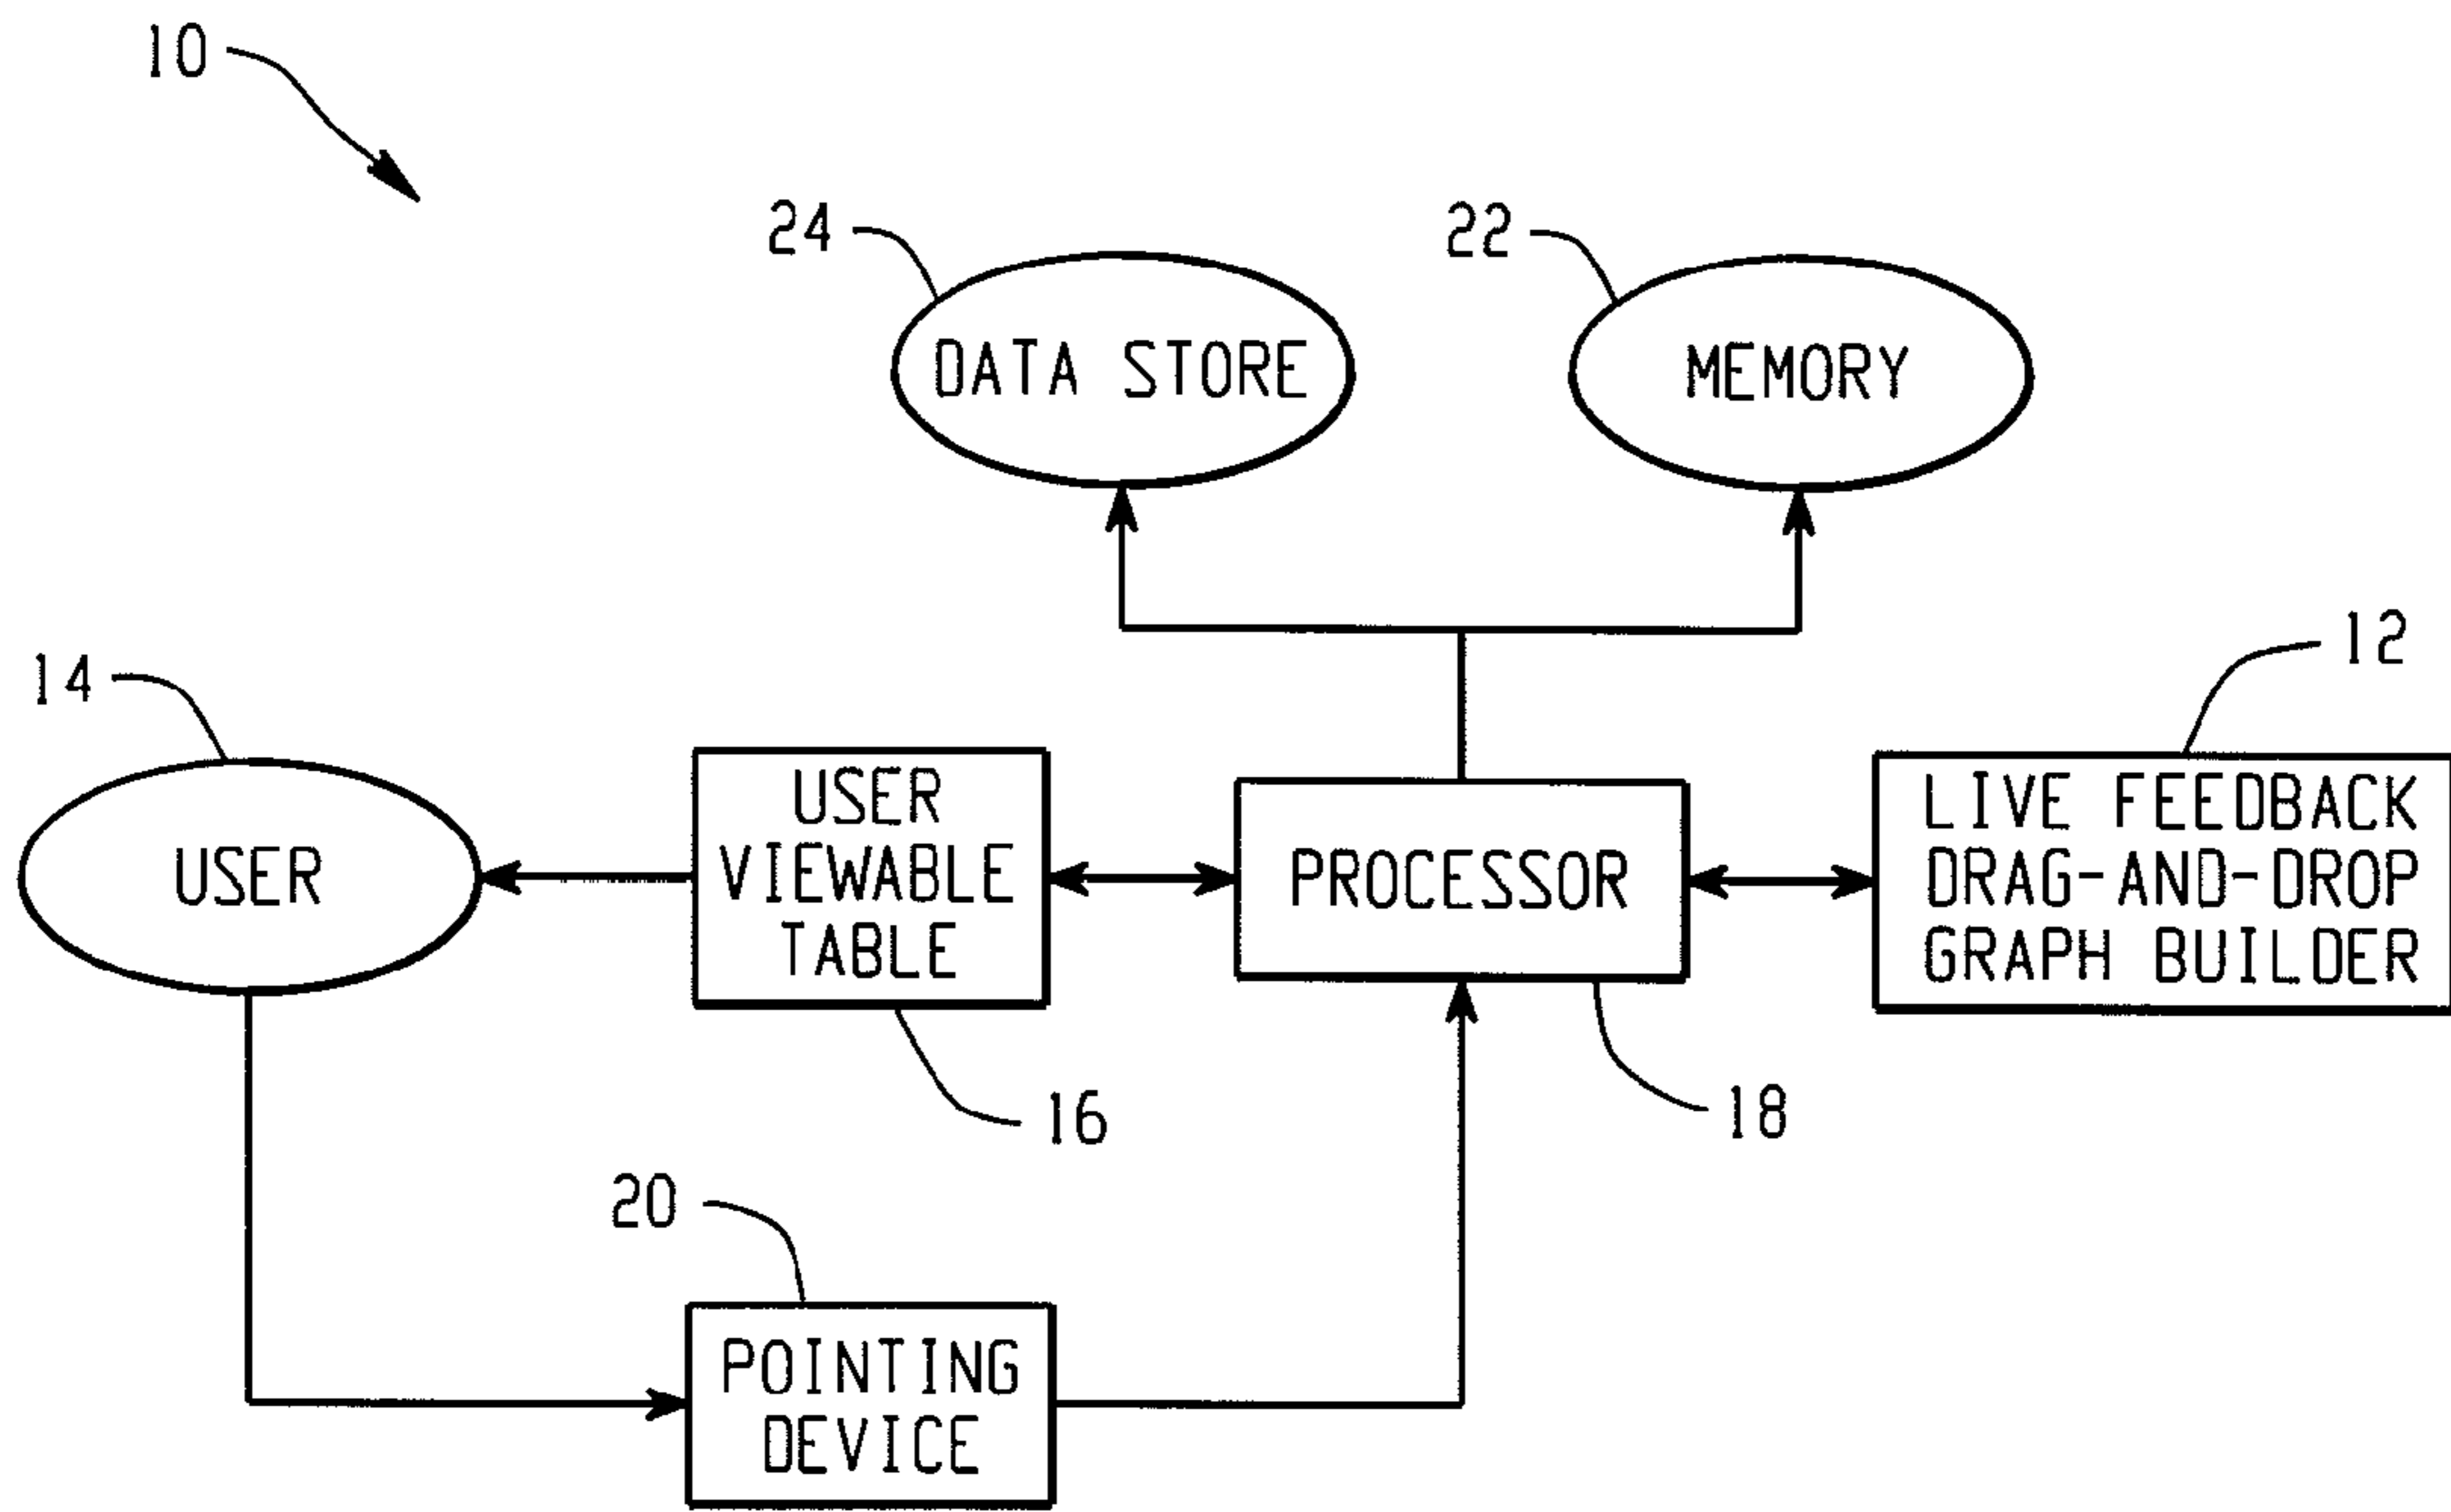 10
24
22
DATA STORE
MEMORY
14
12
USER
USER
VIEWABLE
TABLE
PROCESSOR
LIVE FEEDBACK
DRAG-AND-DROP
GRAPH BUILDER
16
18
20
POINTING
DEVICE